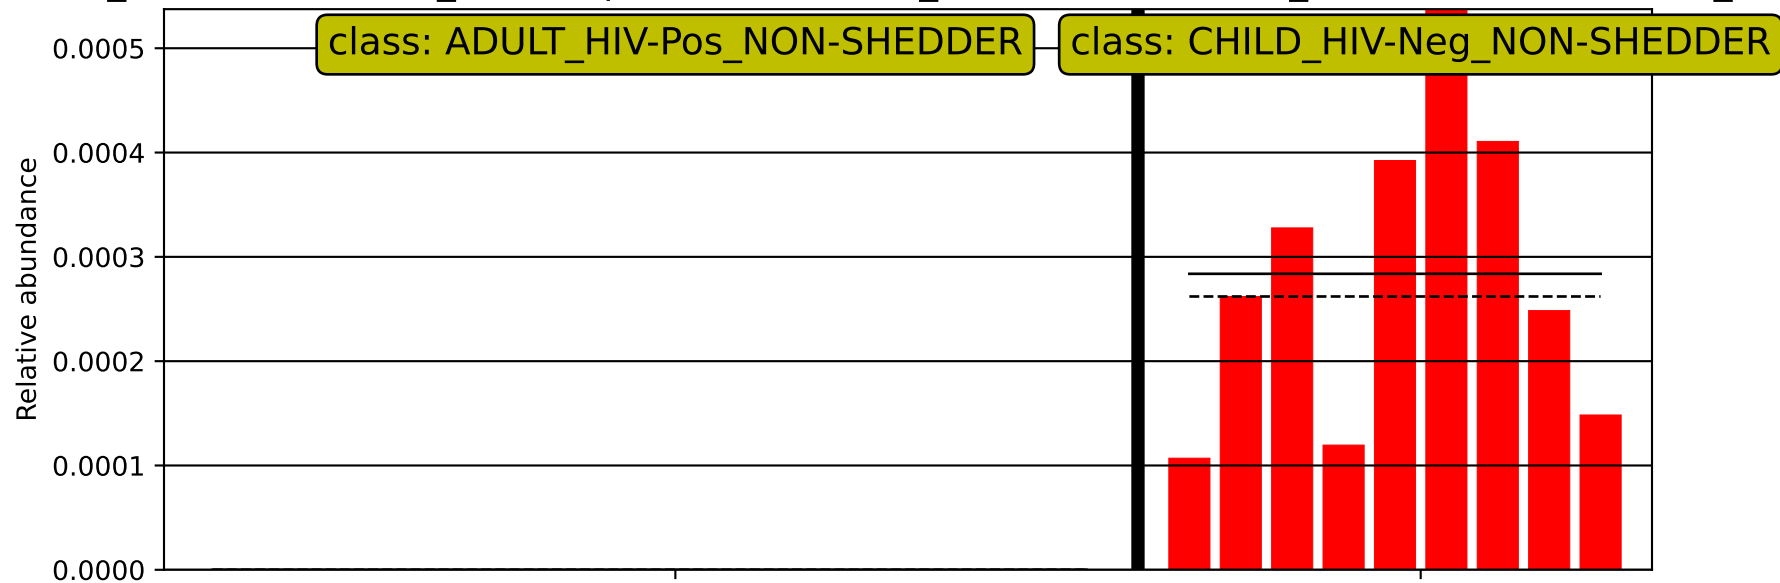 class: ADULT_HIV-Pos_NON-SHEDDER
class: CHILD_HIV-Neg_NON-SHEDDER
Relative abundance
0.0005
0.0004
0.0003
0.0002
0.0001
0.0000